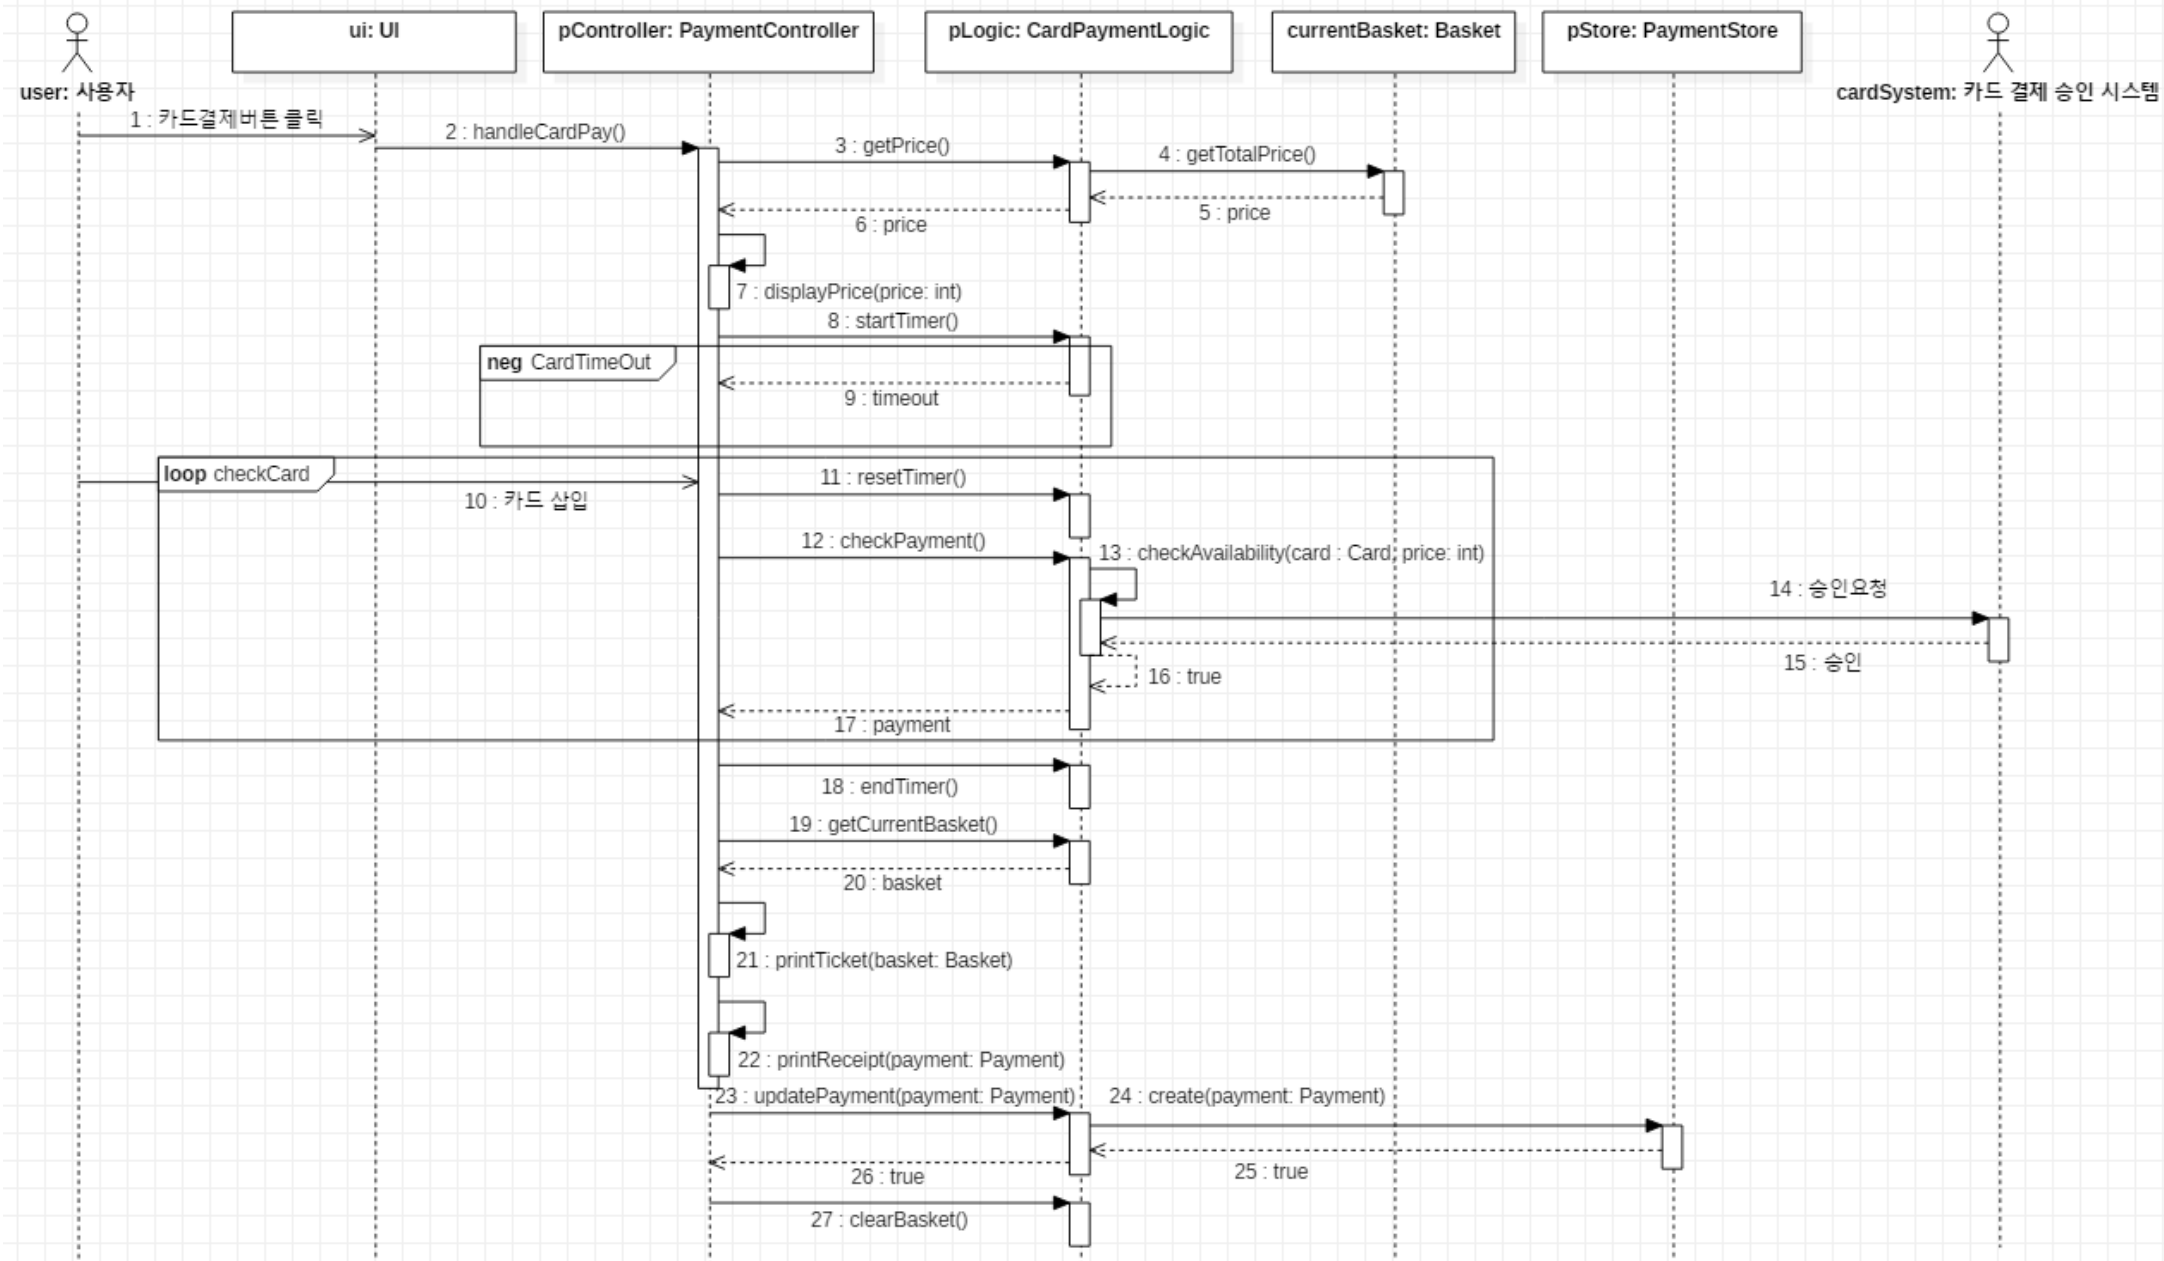 ui: UI
pController: PaymentController
pLogic: CardPaymentLogic
currentBasket: Basket
pStore: PaymentStore
user: 사용자
cardSystem: 카드 결제 승인 시스템
1 : 카드결제버튼 클릭
2 : handleCardPay()
3 : getPrice()
4 : getTotalPrice()
5 : price
6 : price
7 : displayPrice(price: int)
8 : startTimer()
neg CardTimeOut
9 : timeout
loop checkCard
10 : 카드 삽입
11 : resetTimer()
12 : checkPayment()
13 : checkAvailability(card : Card, price: int)
14 : 승인요청
15 : 승인
16 : true
17 : payment
18 : endTimer()
19 : getCurrentBasket()
20 : basket
21 : printTicket(basket: Basket)
22 : printReceipt(payment: Payment)
23 : updatePayment(payment: Payment)
24 : create(payment: Payment)
25 : true
26 : true
27 : clearBasket()